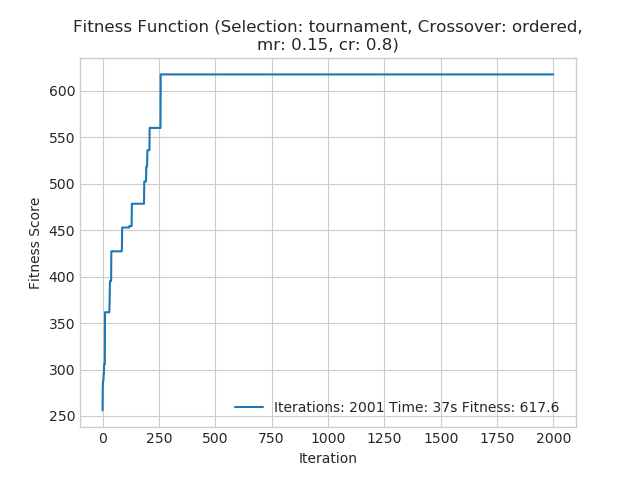 Fitness Function (Selection: tournament, Crossover: ordered,
mr: 0.15, cr: 0.8)
600
550
500
450
400
350
300
250
Fitness Score
Iterations: 2001 Time: 37s Fitness: 617.6
0 250 500 750 1000 1250 1500 1750 2000
Iteration